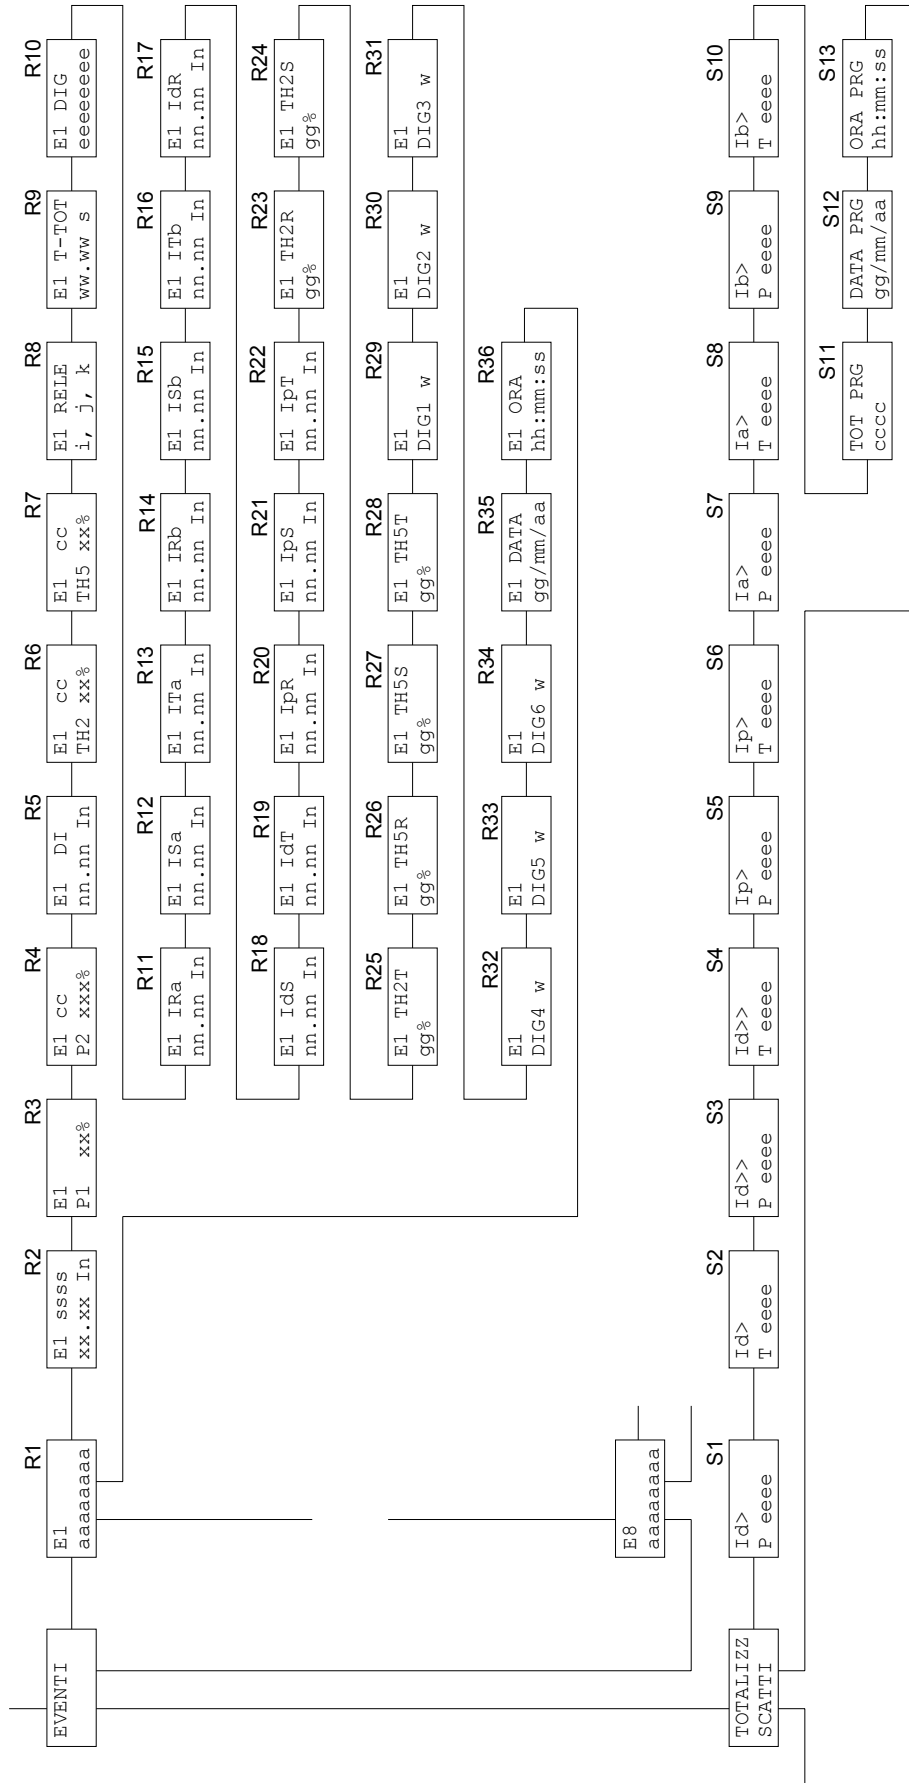 EVENTI
R1
E1
aaaaaaaa
R2
E1 ssss
xx.xx In
R3
E1
P1 xx%
R4
E1 cc
P2 xxx%
R5
E1 DI
nn.nn In
R6
E1 cc
TH2 xx%
R7
E1 cc
TH5 xx%
R8
E1 RELE
i, j, k
R9
E1 T-TOT
ww.ww s
R10
E1 DIG
eeeeeeee
R11
E1 IRa
nn.nn In
R12
E1 ISa
nn.nn In
R13
E1 ITa
nn.nn In
R14
E1 IRb
nn.nn In
R15
E1 ISb
nn.nn In
R16
E1 ITb
nn.nn In
R17
E1 IdR
nn.nn In
R18
E1 IdS
nn.nn In
R19
E1 IdT
nn.nn In
R20
E1 IpR
nn.nn In
R21
E1 IpS
nn.nn In
R22
E1 IpT
nn.nn In
R23
E1 TH2R
gg%
R24
E1 TH2S
gg%
R25
E1 TH2T
gg%
R26
E1 TH5R
gg%
R27
E1 TH5S
gg%
R28
E1 TH5T
gg%
R29
E1
DIG1 w
R30
E1
DIG2 w
R31
E1
DIG3 w
R32
E1
DIG4 w
R33
E1
DIG5 w
R34
E1
DIG6 w
R35
E1 DATA
gg/mm/aa
R36
E1 ORA
hh:mm:ss
E8
aaaaaaaa
TOTALIZZ
SCATTI
S1
Id>
P eeee
S2
Id>
T eeee
S3
Id>>
P eeee
S4
Id>>
T eeee
S5
Ip>
P eeee
S6
Ip>
T eeee
S7
Ia>
P eeee
S8
Ia>
T eeee
S9
Ib>
P eeee
S10
Ib>
T eeee
S11
TOT PRG
cccc
S12
DATA PRG
gg/mm/aa
S13
ORA PRG
hh:mm:ss